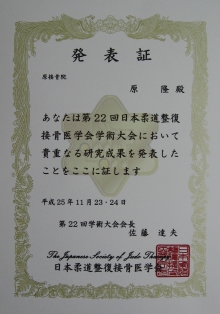 発表証
原接骨院
原 隆 殿
あなたは第22回日本柔道整復
接骨医学会学術大会において
貴重なる研究成果を発表した
ことをここに証します
平成25年11月23・24日
第22回学術大会会長
佐藤 達夫
The Japanese Society of Judo Therapy
日本柔道整復接骨医学会